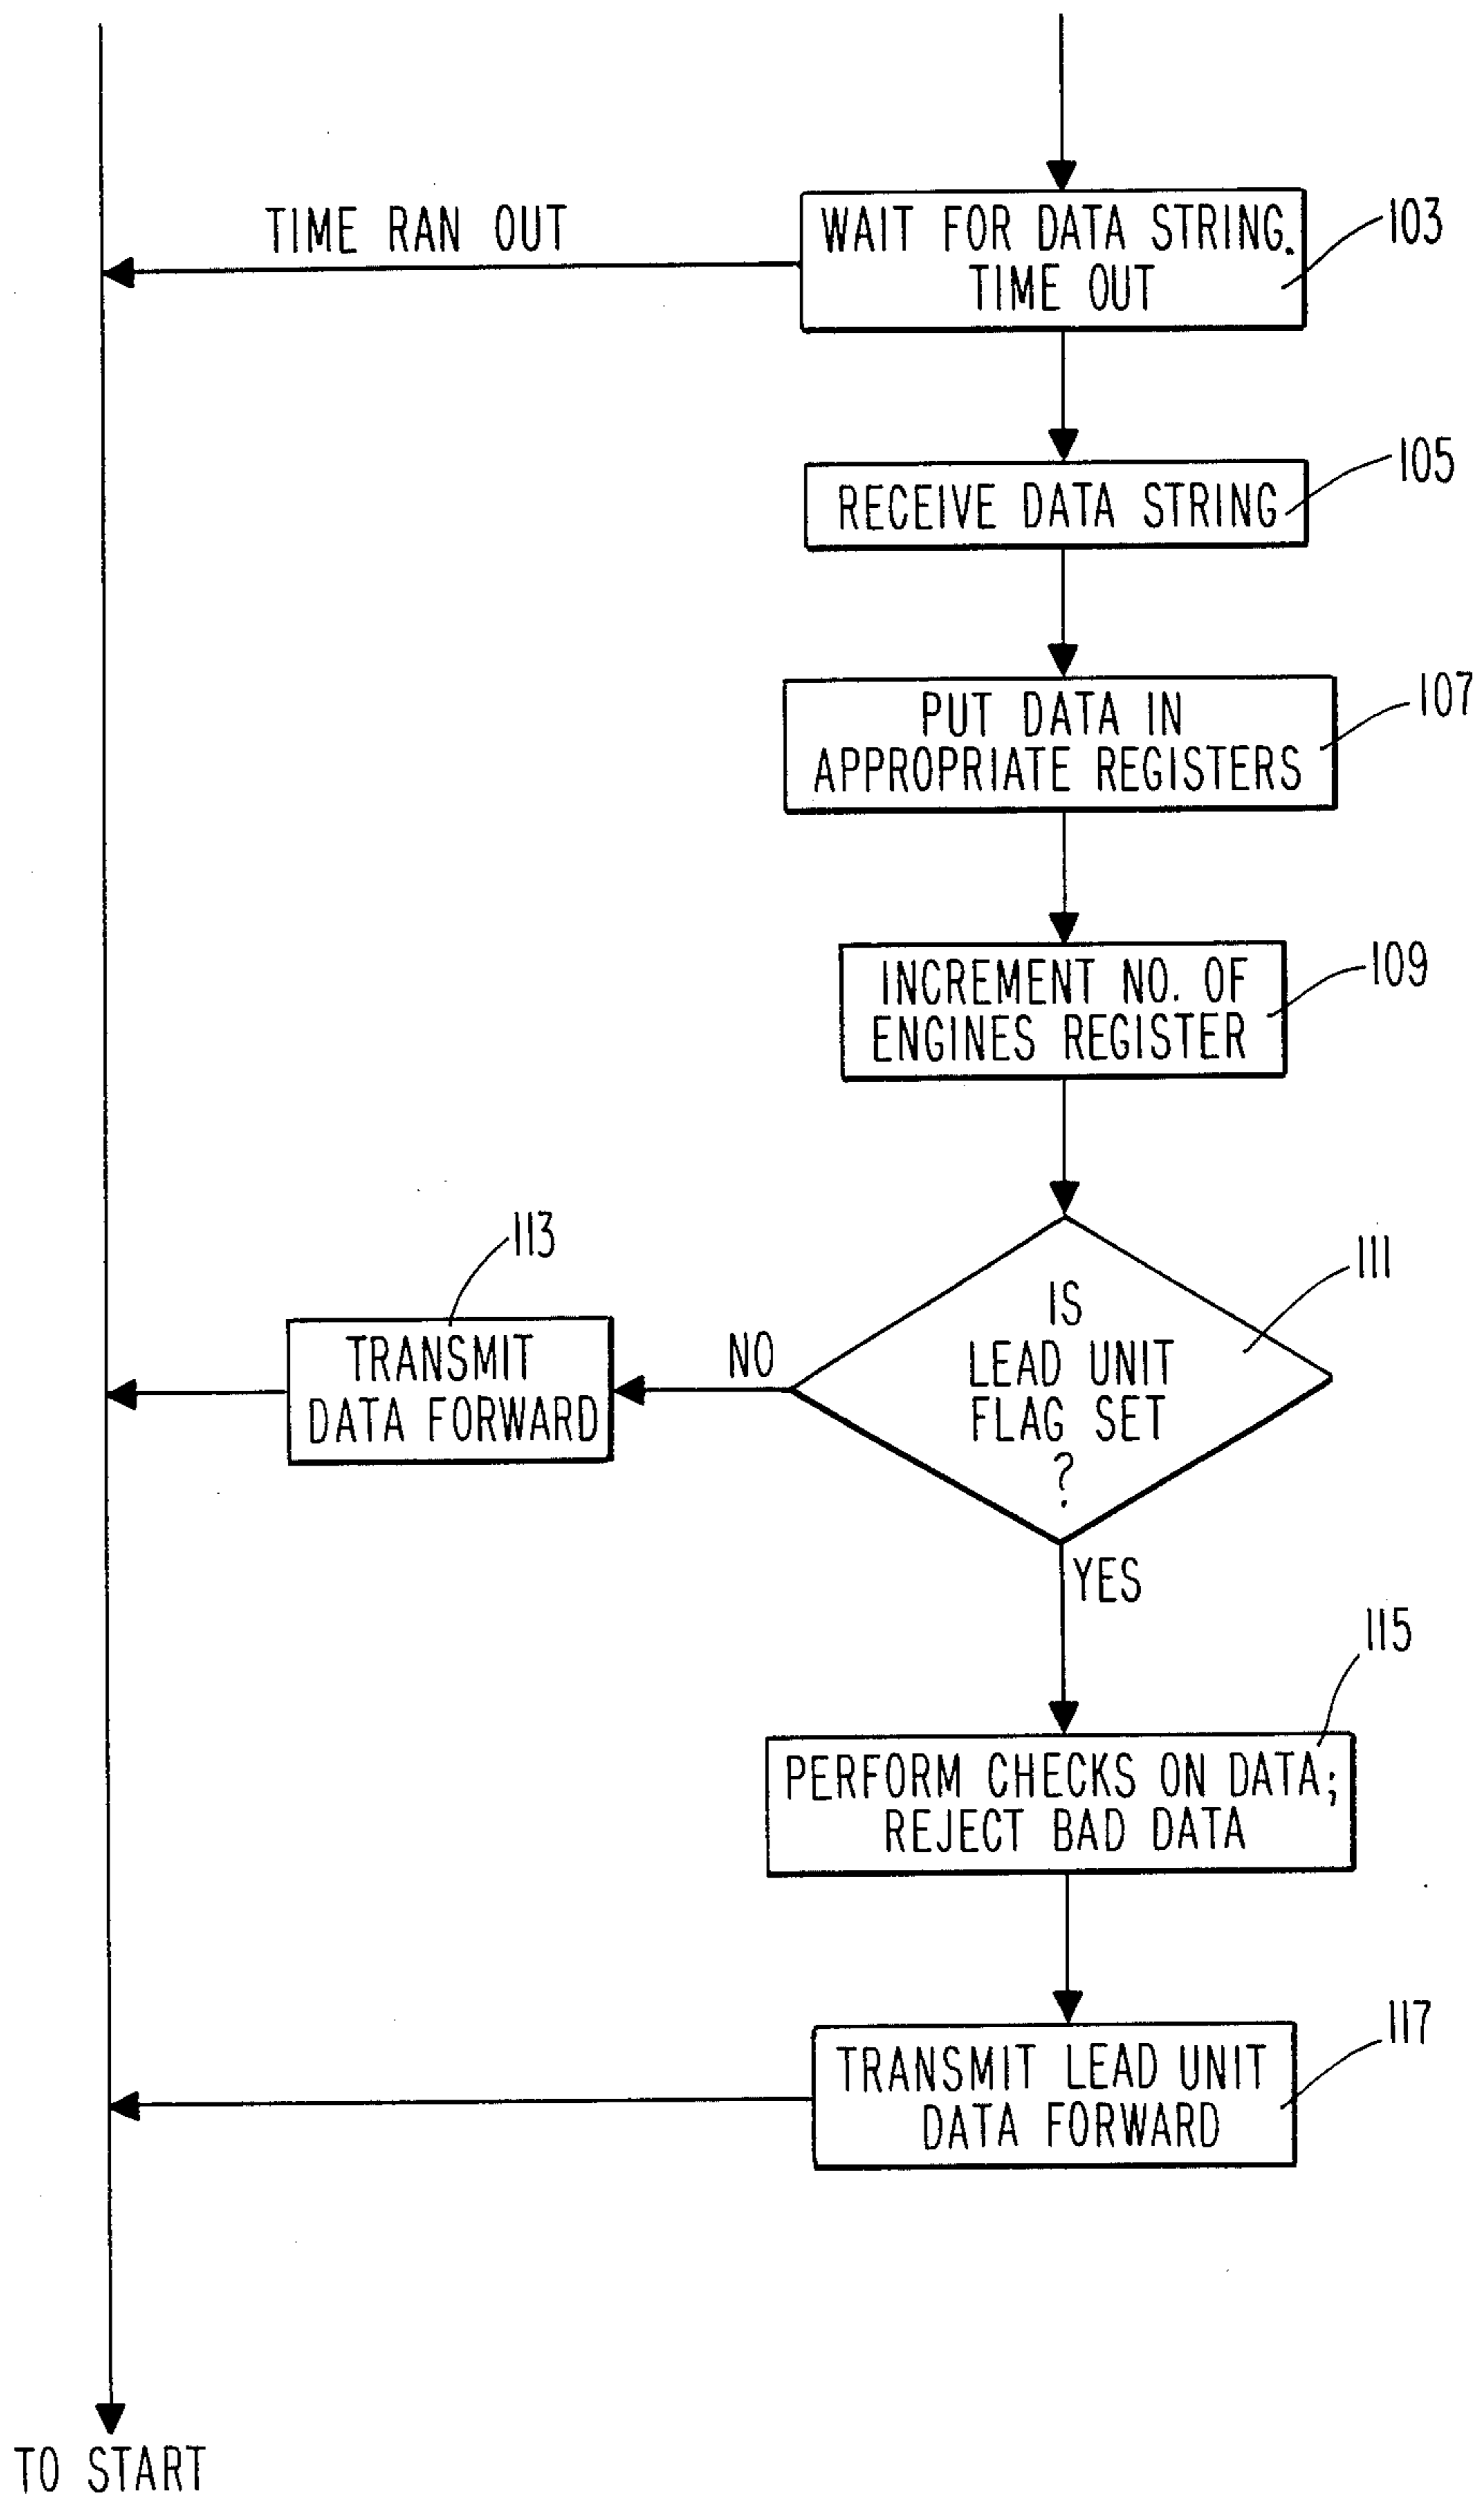 TIME RAN OUT
WAIT FOR DATA STRING.
TIME OUT
103
RECEIVE DATA STRING
105
PUT DATA IN
APPROPRIATE REGISTERS
107
INCREMENT NO. OF
ENGINES REGISTER
109
113
TRANSMIT
DATA FORWARD
NO
IS
LEAD UNIT
FLAG SET
?
111
YES
115
PERFORM CHECKS ON DATA;
REJECT BAD DATA
TRANSMIT LEAD UNIT
DATA FORWARD
117
TO START